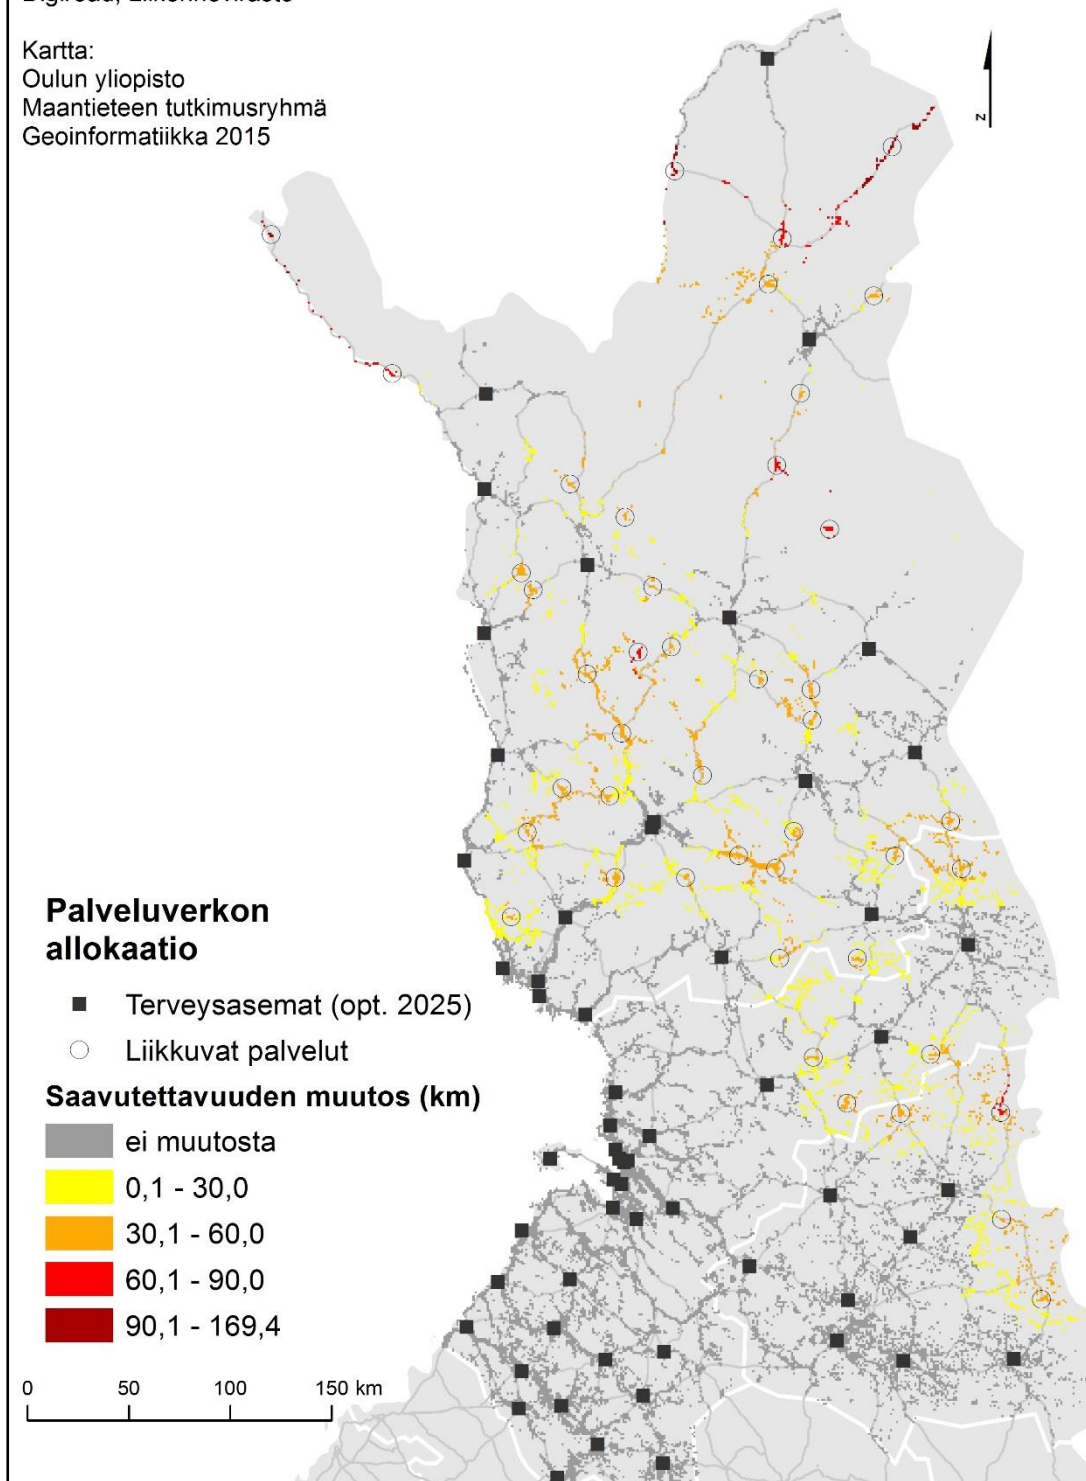 Kartta:
Oulun yliopisto
Maantieteen tutkimusryhmä
Geoinformatiikka 2015
N
Palveluverkon
allokaatio
Terveysasemat (opt. 2025)
Liikkuvat palvelut
Saavutettavuuden muutos (km)
ei muutosta
0,1 - 30,0
30,1 - 60,0
60,1 - 90,0
90,1 - 169,4
0 50 100 150 km